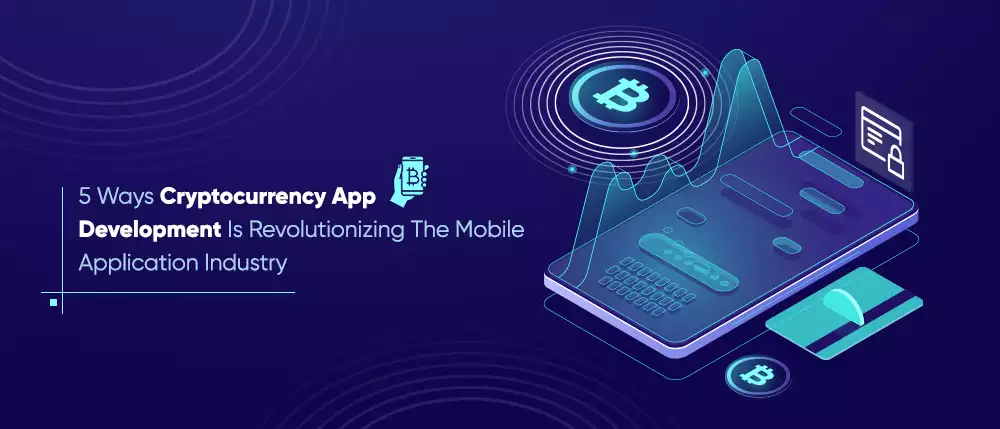 5 Ways Cryptocurrency App
Development Is Revolutionizing The Mobile
Application Industry